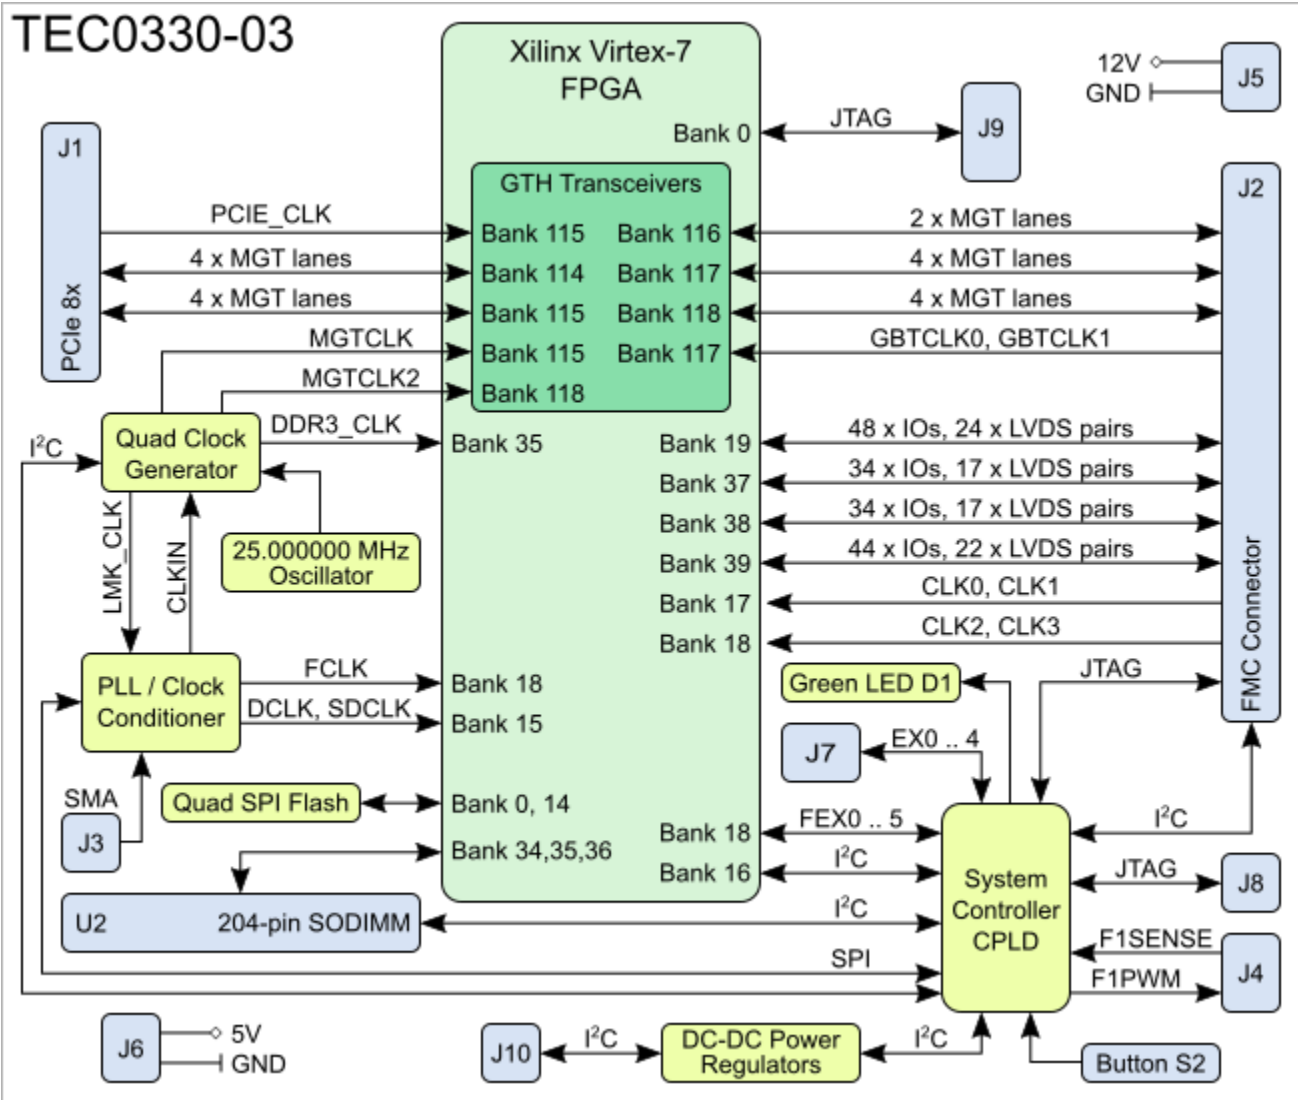 TEC0330-03
Xilinx Virtex-7
FPGA
12V
GND
J5
J1
PCIe 8x
Bank 0
JTAG
J9
GTH Transceivers
J2
FMC Connector
PCIE_CLK
Bank 115
Bank 116
2 x MGT lanes
4 x MGT lanes
Bank 114
Bank 117
4 x MGT lanes
4 x MGT lanes
Bank 115
Bank 118
4 x MGT lanes
MGTCLK
Bank 115
Bank 117
GBTCLK0, GBTCLK1
MGTCLK2
Bank 118
I²C
Quad Clock
Generator
DDR3_CLK
Bank 35
Bank 19
48 x IOs, 24 x LVDS pairs
Bank 37
34 x IOs, 17 x LVDS pairs
Bank 38
34 x IOs, 17 x LVDS pairs
Bank 39
44 x IOs, 22 x LVDS pairs
LMK_CLK
CLKIN
25.000000 MHz
Oscillator
Bank 17
CLK0, CLK1
Bank 18
CLK2, CLK3
PLL / Clock
Conditioner
FCLK
Bank 18
DCLK, SDCLK
Bank 15
Green LED D1
JTAG
J7
EX0 .. 4
SMA
J3
Quad SPI Flash
Bank 0, 14
Bank 18
FEX0 .. 5
I²C
Bank 34,35,36
Bank 16
I²C
System
Controller
CPLD
JTAG
J8
U2
204-pin SODIMM
I²C
F1SENSE
F1PWM
J4
SPI
J6
5V
GND
J10
I²C
DC-DC Power
Regulators
I²C
Button S2